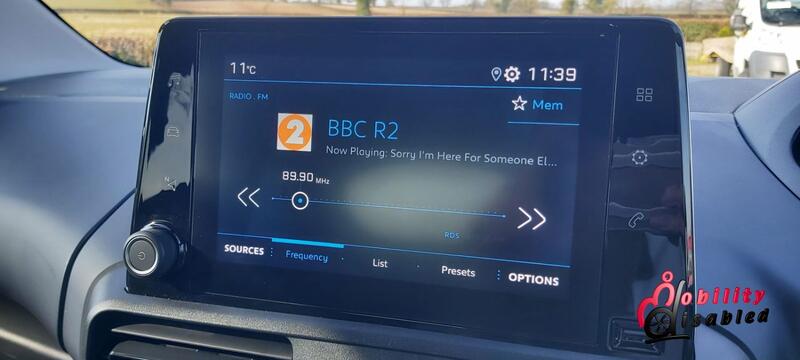 11°C
11:39
RADIO . FM
Mem
2
BBC R2
Now Playing: Sorry I'm Here For Someone El...
89.90 MHz
RDS
SOURCES Frequency List Presets OPTIONS
Mobility
Disabled